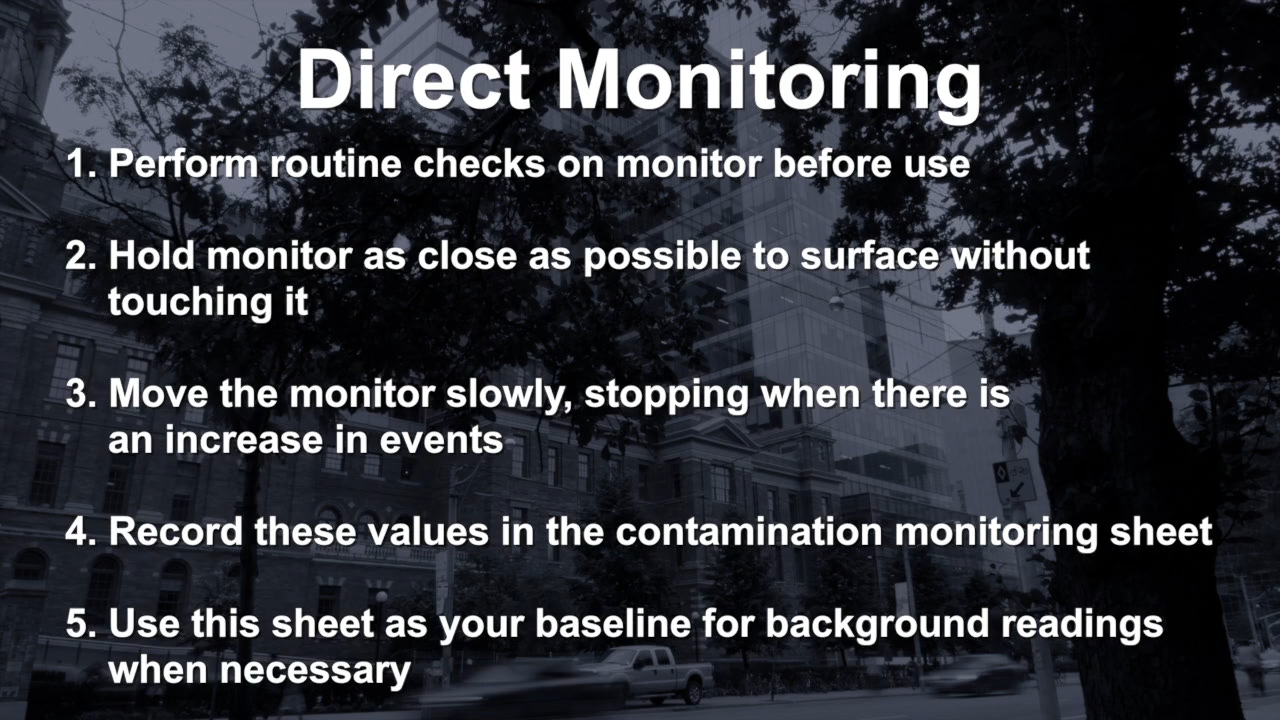 Direct Monitoring
1. Perform routine checks on monitor before use
2. Hold monitor as close as possible to surface without
touching it
3. Move the monitor slowly, stopping when there is
an increase in events
4. Record these values in the contamination monitoring sheet
5. Use this sheet as your baseline for background readings
when necessary